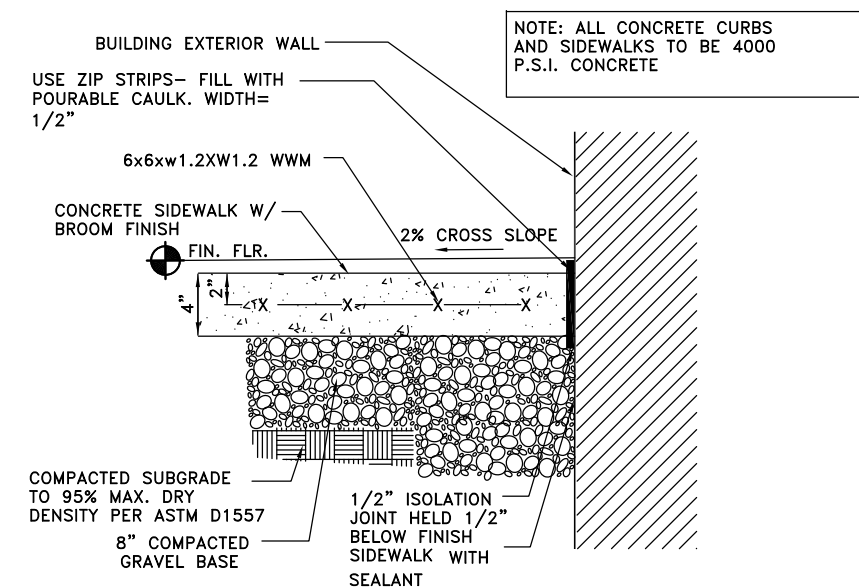 NOTE: ALL CONCRETE CURBS
AND SIDEWALKS TO BE 4000
P.S.I. CONCRETE
BUILDING EXTERIOR WALL
USE ZIP STRIPS- FILL WITH
POURABLE CAULK. WIDTH=
1/2"
6x6xw1.2XW1.2 WWM
CONCRETE SIDEWALK W/
BROOM FINISH
2% CROSS SLOPE
FIN. FLR.
4"
2"
COMPACTED SUBGRADE
TO 95% MAX. DRY
DENSITY PER ASTM D1557
8" COMPACTED
GRAVEL BASE
1/2" ISOLATION
JOINT HELD 1/2"
BELOW FINISH
SIDEWALK WITH
SEALANT